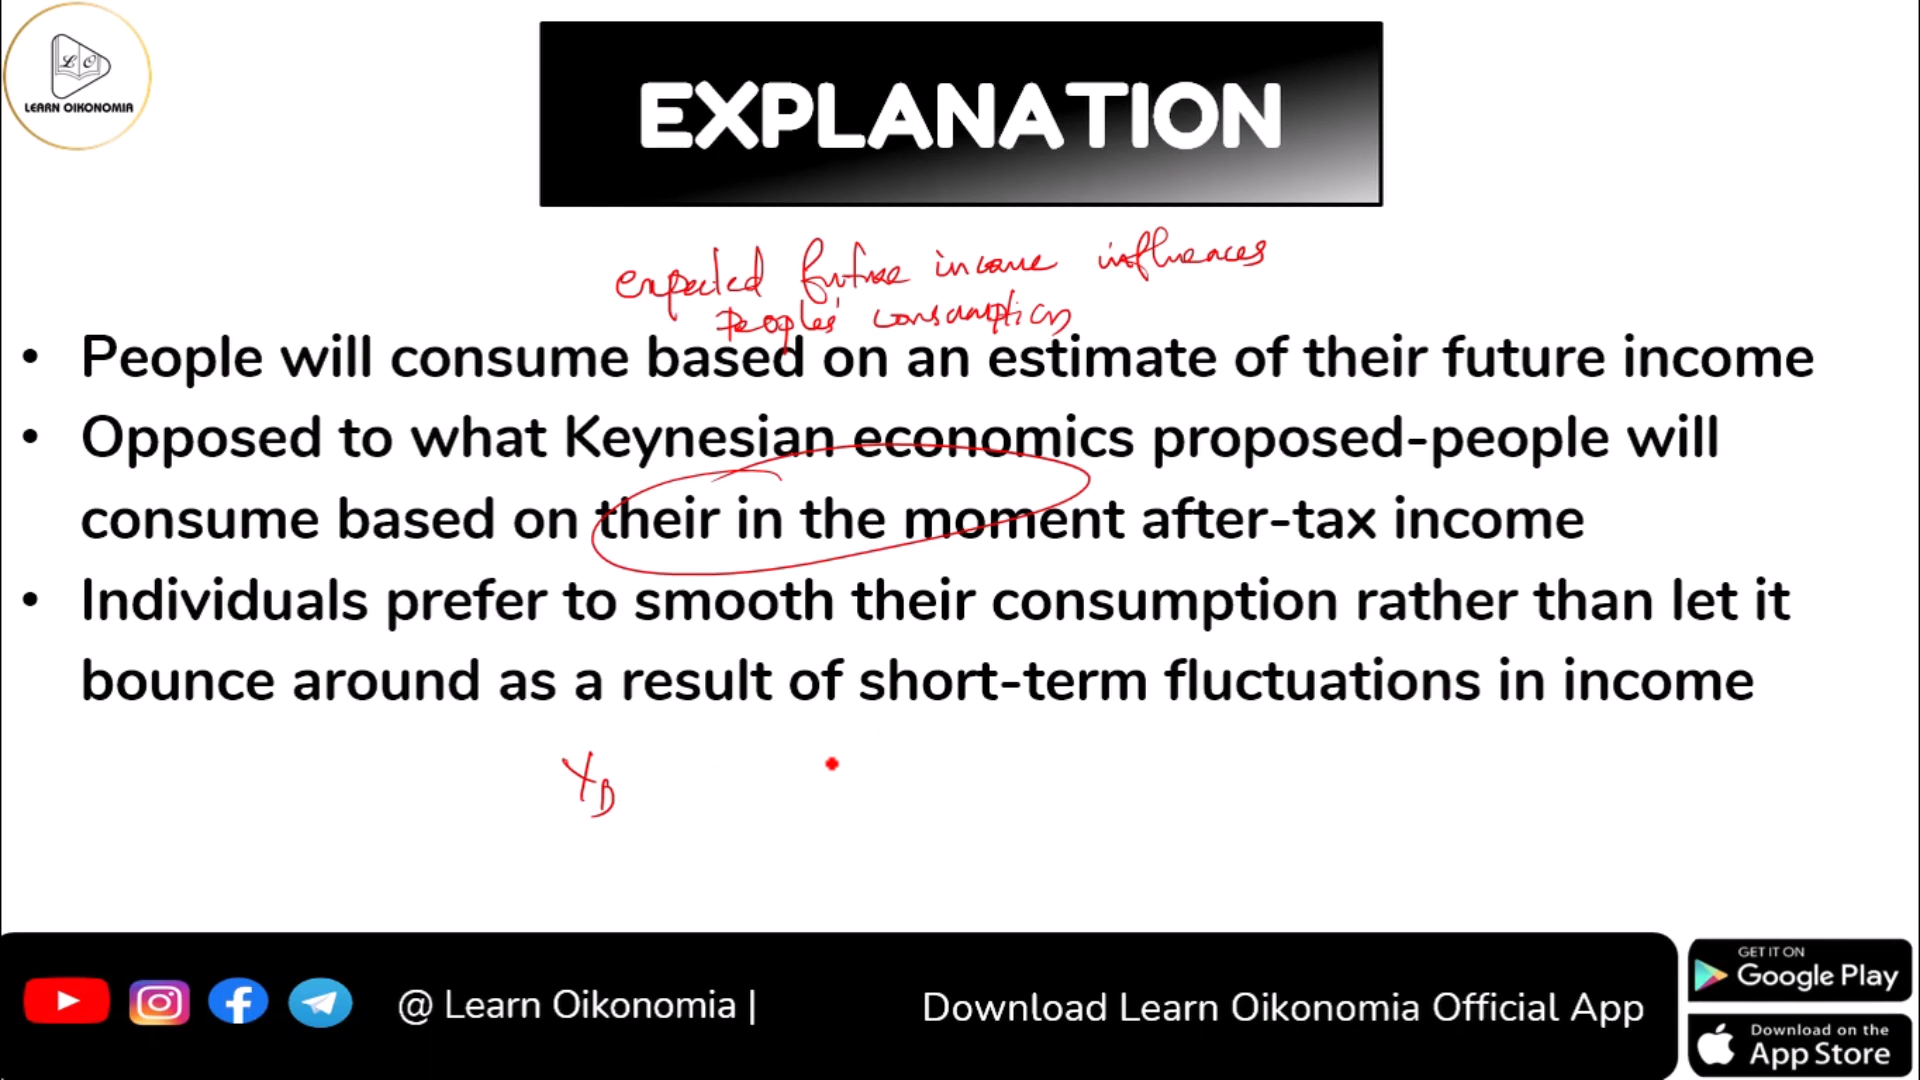 L O
LEARN OIKONOMIA
EXPLANATION
expected future income influences
Peoples' consumption
• People will consume based on an estimate of their future income
• Opposed to what Keynesian economics proposed-people will
consume based on their in the moment after-tax income
• Individuals prefer to smooth their consumption rather than let it
bounce around as a result of short-term fluctuations in income
YD
@ Learn Oikonomia |
Download Learn Oikonomia Official App
GET IT ON
Google Play
Download on the
App Store